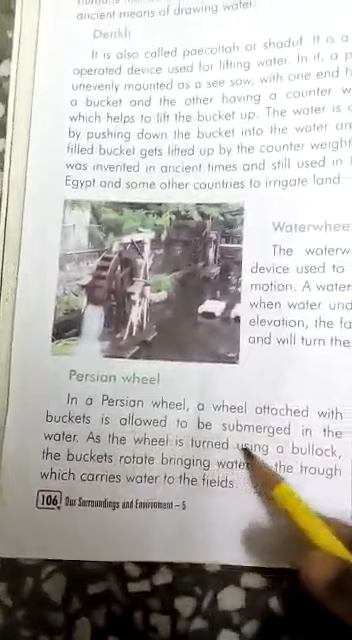 ancient means of drawing water
Denkli
It is also called paecottah or shaduf. It is a
operated device used for lifting water. In it, a p
unevenly mounted as a see sow, with one end h
a bucket and the other having a counter w
which helps to lift the bucket up. The water is
by pushing down the bucket into the water an
filled bucket gets lifted up by the counter weight
was invented in ancient times and still used in
Egypt and some other countries to irrigate land
Waterwhee
The waterw
device used to
motion. A water
when water und
elevation, the fa
and will turn the
Persian wheel
In a Persian wheel, a wheel attached with
buckets is allowed to be submerged in the
water. As the wheel is turned using a bullock,
the buckets rotate bringing water the trough
which carries water to the fields
106 Our Surroundings and Environment - 5